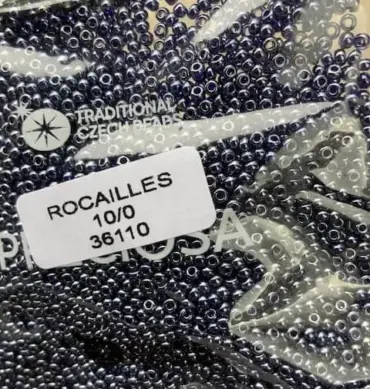 TRADITIONAL
CZECH BEADS
ROCAILLES
10/0
36110
PRECIOSA